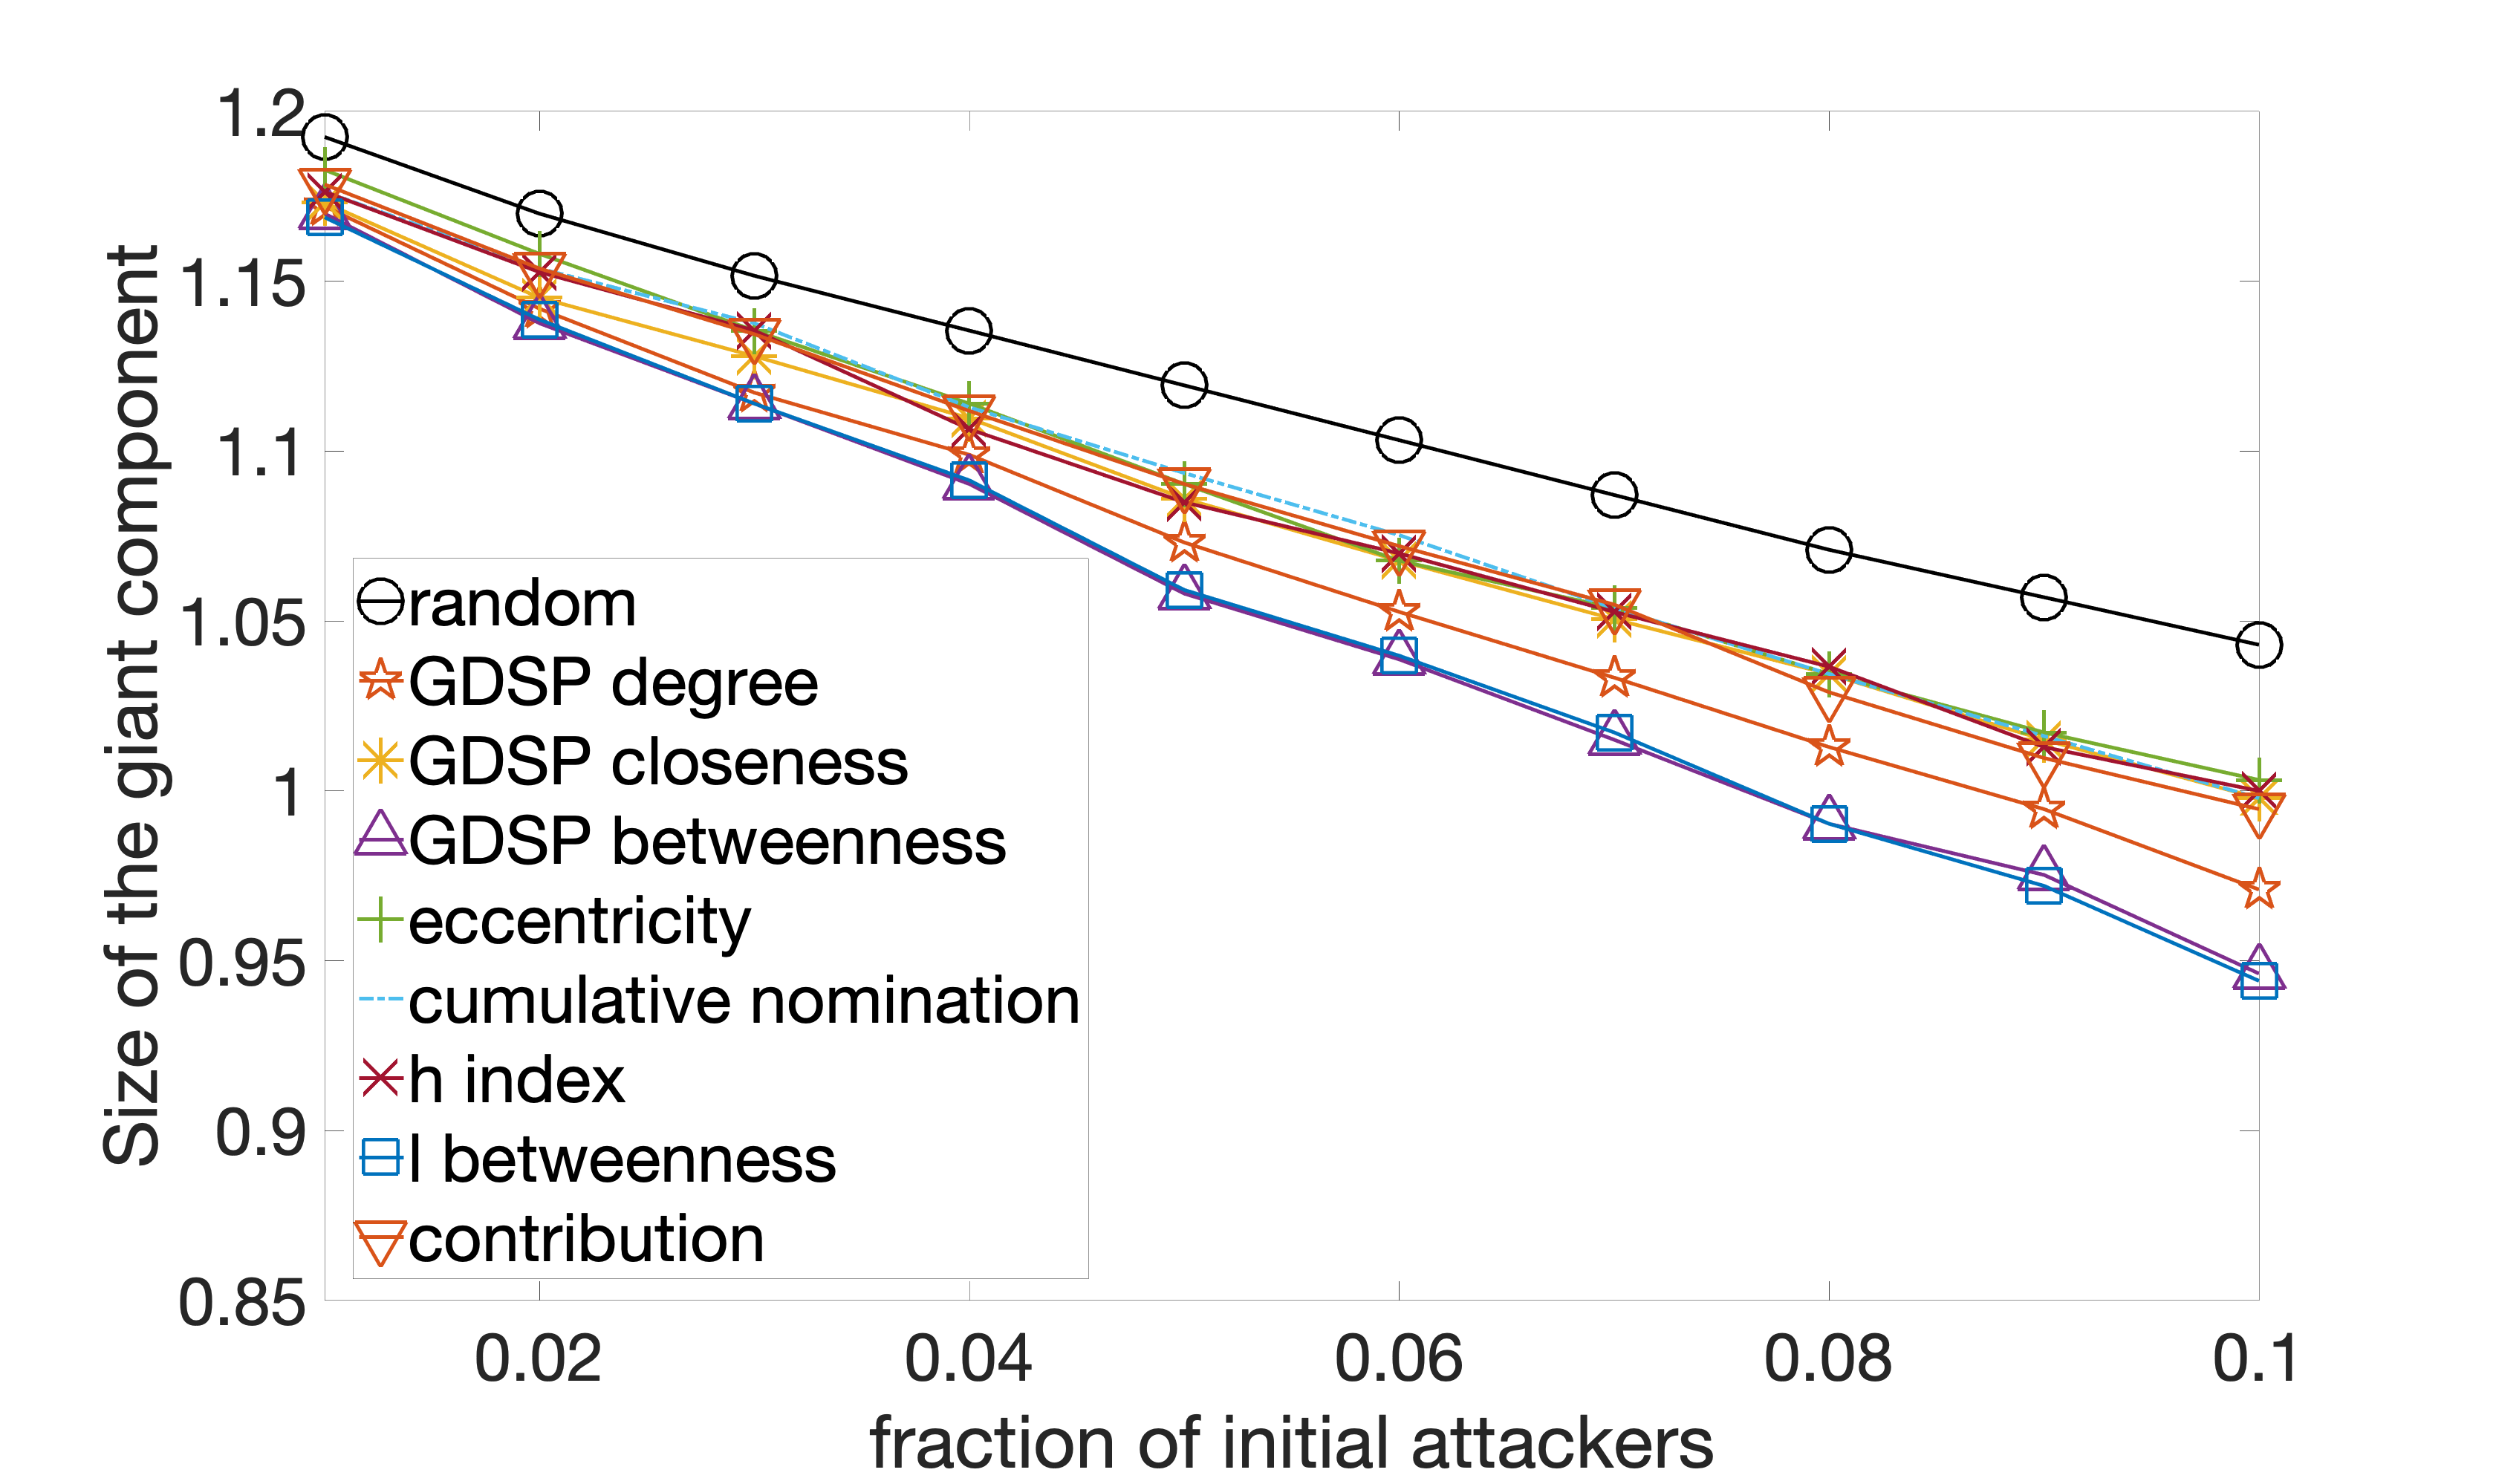 Size of the giant component
1.2
1.15
1.1
1.05
1
0.95
0.9
0.85
random
GDSP degree
GDSP closeness
GDSP betweenness
eccentricity
cumulative nomination
h index
l betweenness
contribution
0.02 0.04 0.06 0.08 0.1
fraction of initial attackers